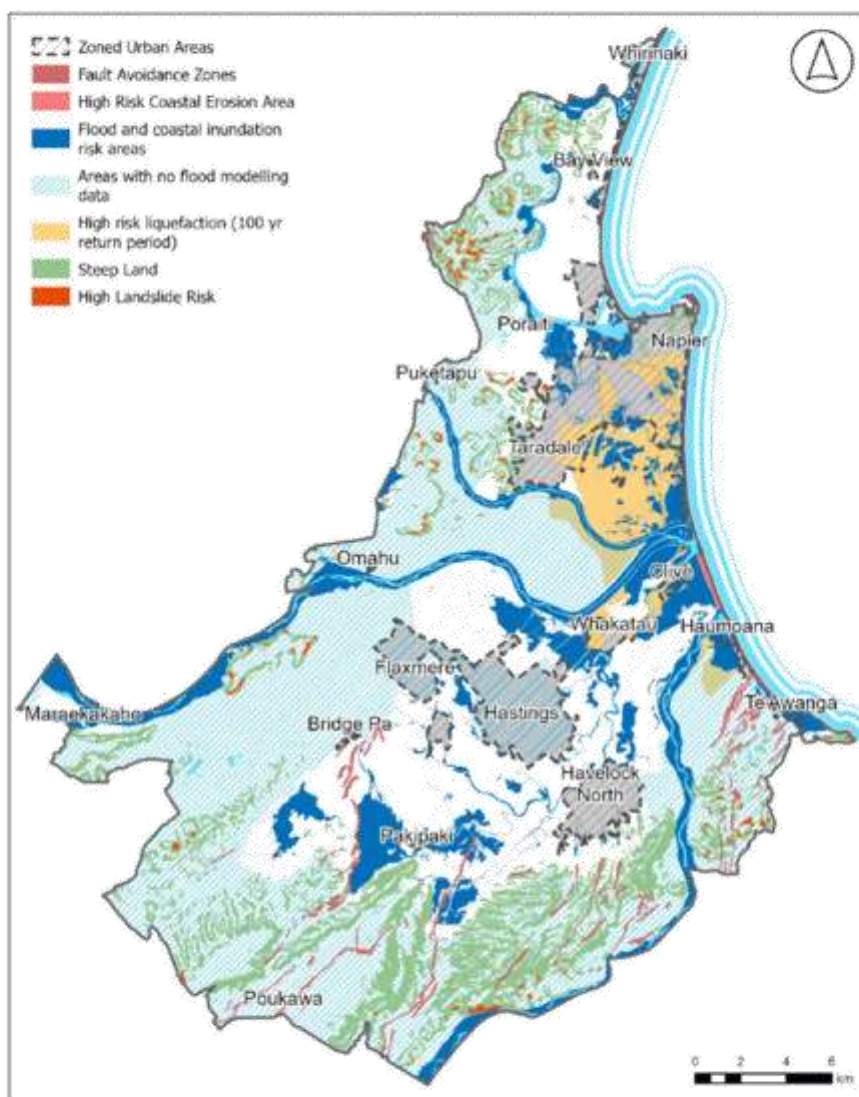 Zoned Urban Areas
Fault Avoidance Zones
High Risk Coastal Erosion Area
Flood and coastal inundation
risk areas
Areas with no flood modelling
data
High risk liquefaction (100 yr
return period)
Steep Land
High Landslide Risk
Whirinaki
Bay View
Poraiti
Napier
Puketapu
Taradale
Omahu
Clive
Whakatau
Haumoana
Flaxmere
Maraekakaho
Hastings
Te Awanga
Bridge Pa
Havelock
North
Pakipaki
Poukawa
0 2 4 6
km